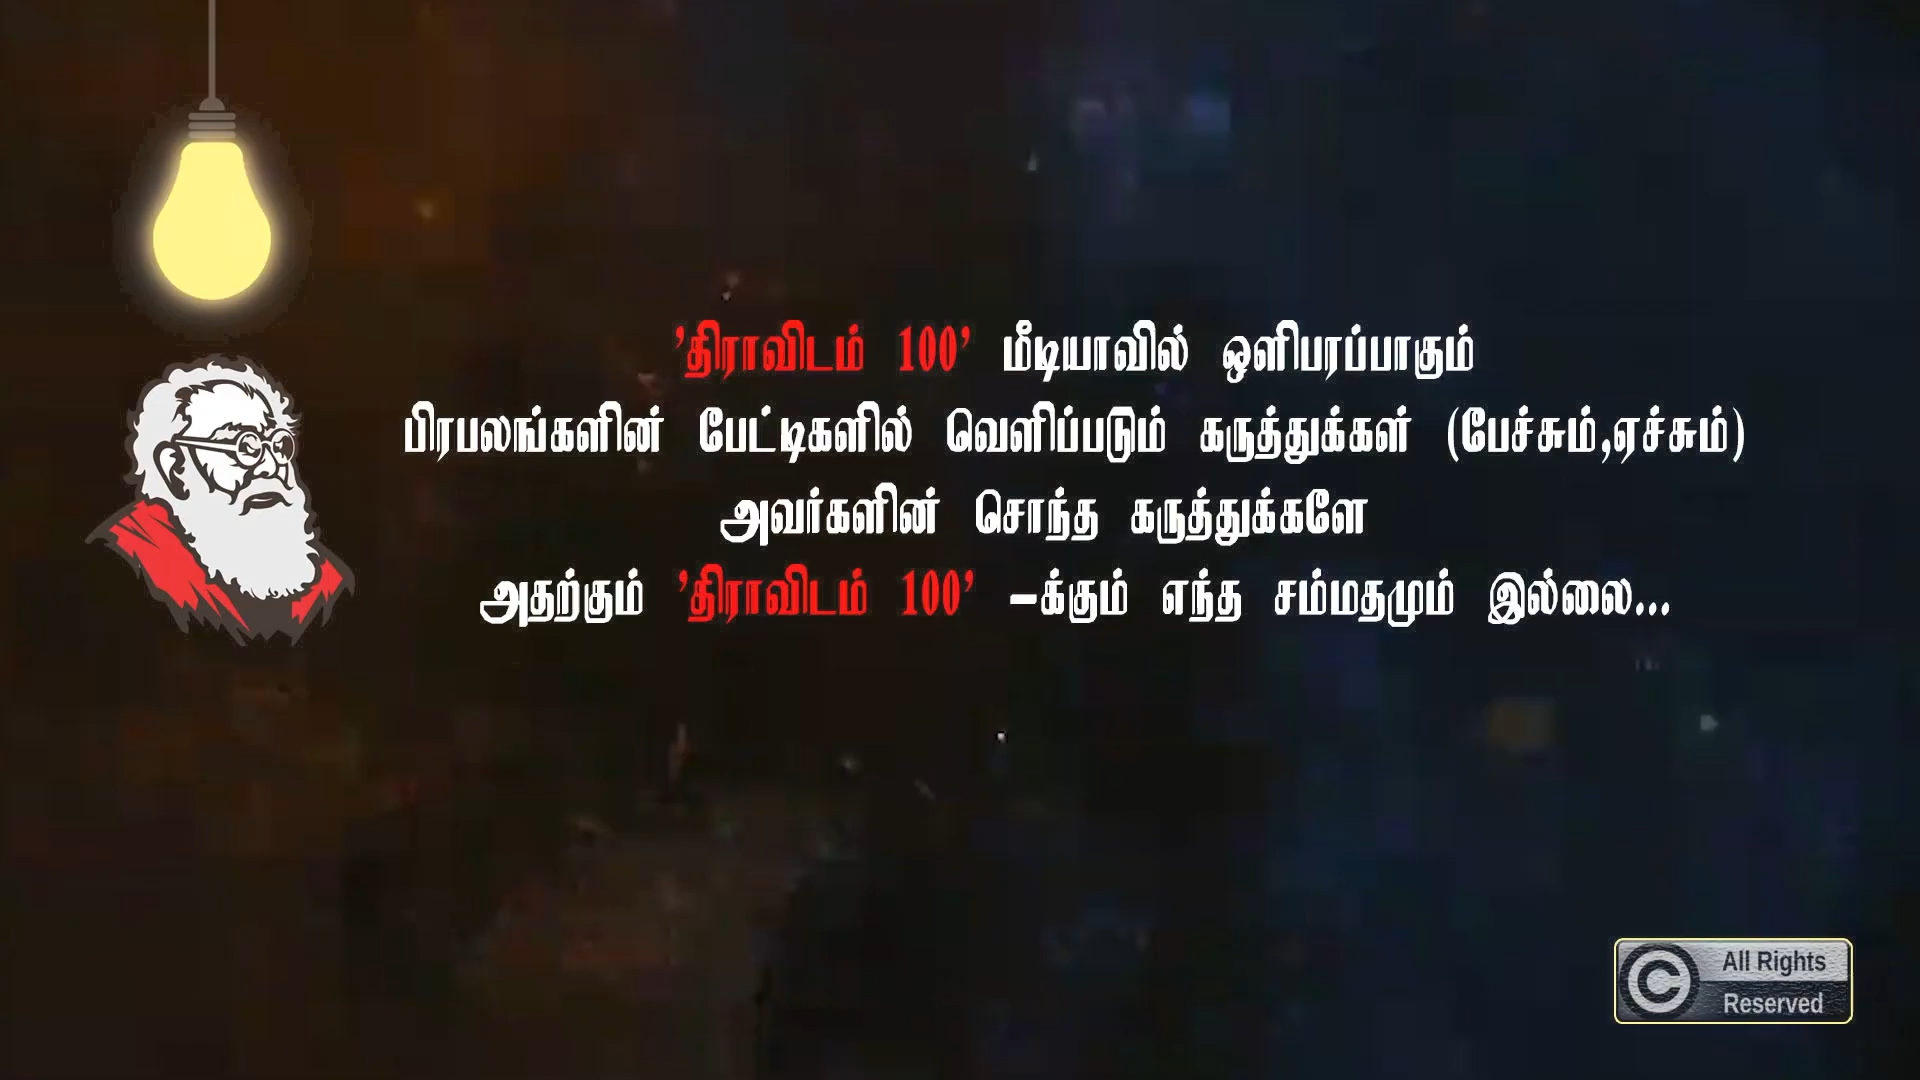 'திராவிடம் 100' மீடியாவில் ஒளிபரப்பாகும்
பிரபலங்களின் பேட்டிகளில் வெளிப்படும் கருத்துக்கள் (பேச்சும்,ஏச்சும்)
அவர்களின் சொந்த கருத்துக்களே
அதற்கும் 'திராவிடம் 100' -க்கும் எந்த சம்மதமும் இல்லை...
© All Rights
Reserved